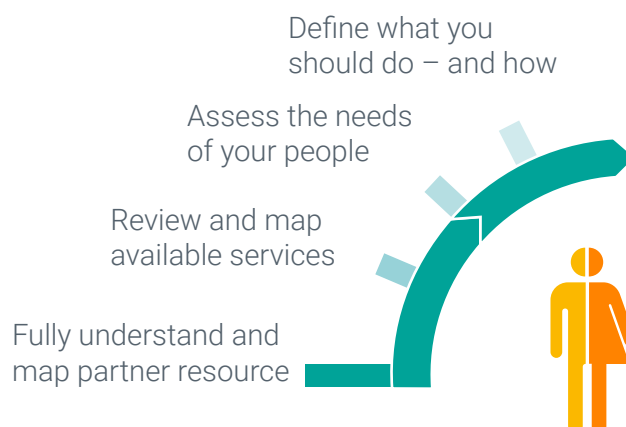 Define what you
should do – and how
Assess the needs
of your people
Review and map
available services
Fully understand and
map partner resource